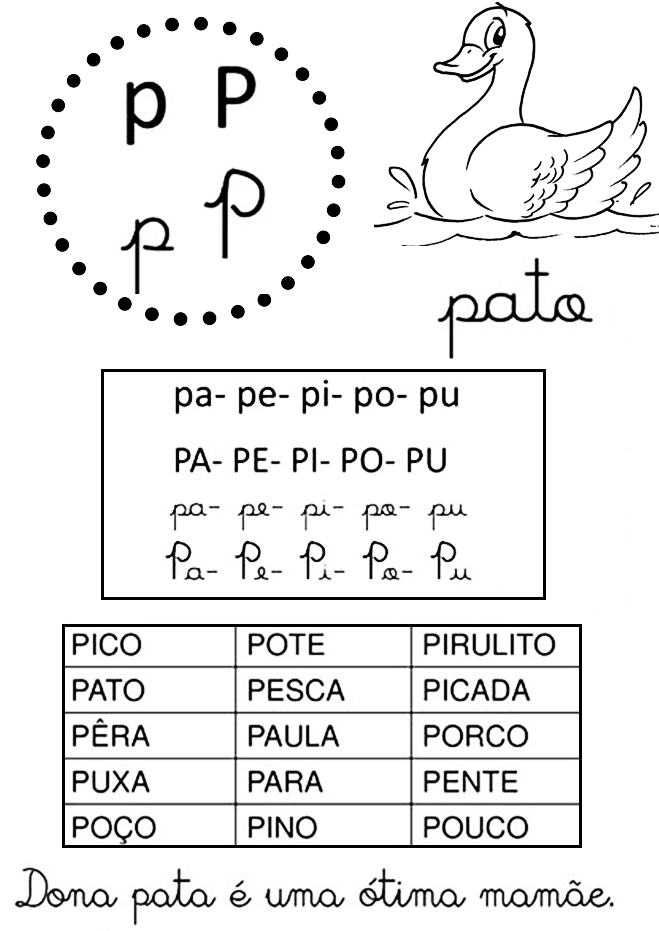 p P
p P
pato
pa- pe- pi- po- pu
PA- PE- PI- PO- PU
pa- pe- pi- po- pu
Pa- Pe- Pi- Po- Pu
PICO POTE PIRULITO
PATO PESCA PICADA
PÊRA PAULA PORCO
PUXA PARA PENTE
POÇO PINO POUCO
Dona pata é uma ótima mamãe.